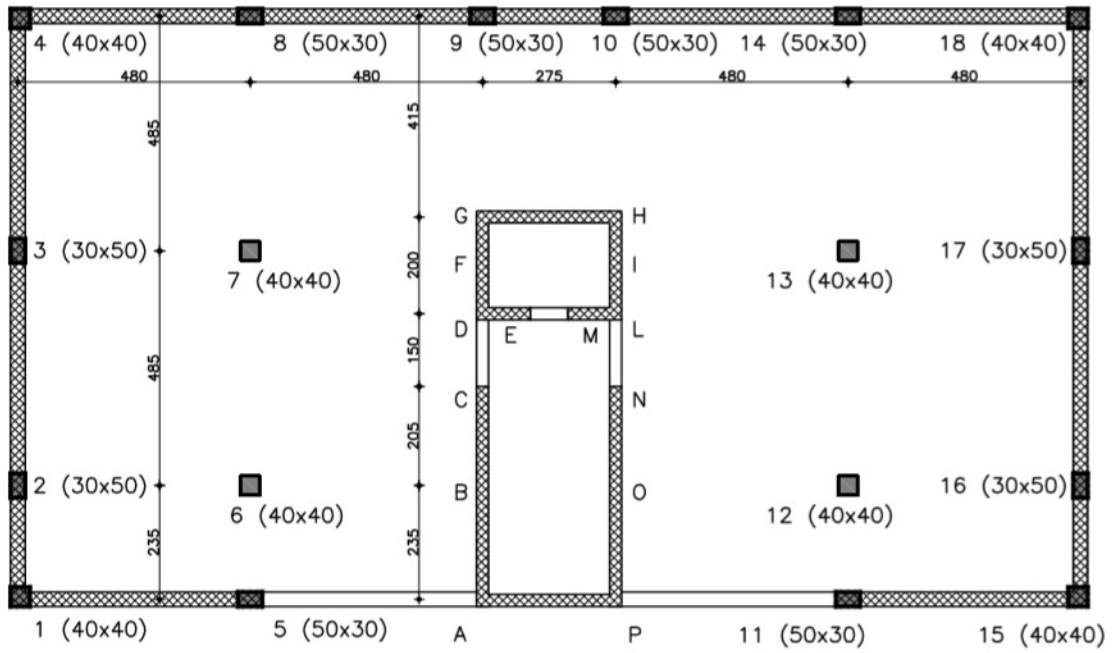 4 (40x40) 8 (50x30) 9 (50x30) 10 (50x30) 14 (50x30) 18 (40x40)
480 480 275 480 480
485 415
G H
3 (30x50) F 200 I 17 (30x50)
7 (40x40) 13 (40x40)
D E M L
485 150
C N
205
2 (30x50) B O 16 (30x50)
6 (40x40) 12 (40x40)
235 235
1 (40x40) 5 (50x30) A P 11 (50x30) 15 (40x40)